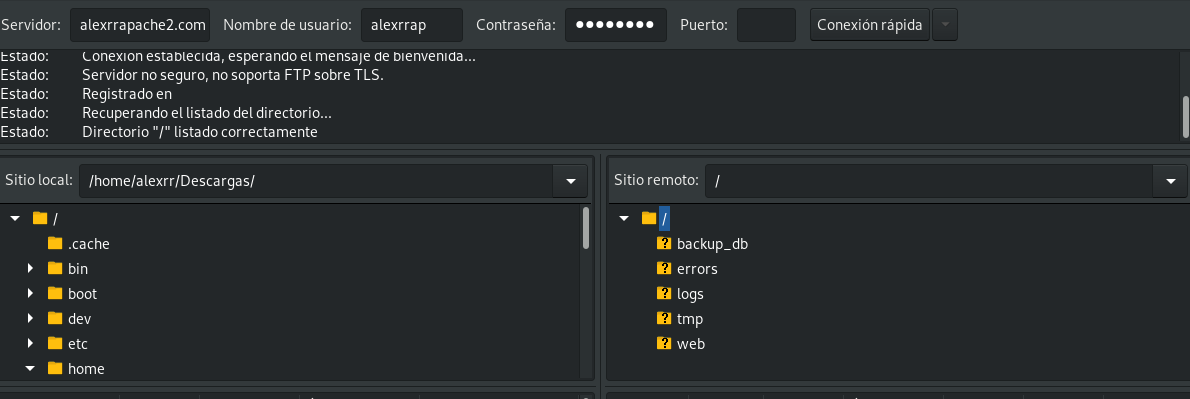 Servidor: alexrrapache2.com Nombre de usuario: alexrrap Contraseña: ●●●●●●●● Puerto: Conexión rápida
Estado: Conexión establecida, esperando el mensaje de bienvenida...
Estado: Servidor no seguro, no soporta FTP sobre TLS.
Estado: Registrado en
Estado: Recuperando el listado del directorio...
Estado: Directorio "/" listado correctamente
Sitio local: /home/alexrr/Descargas/
/
.cache
bin
boot
dev
etc
home
Sitio remoto: /
/
backup_db
errors
logs
tmp
web